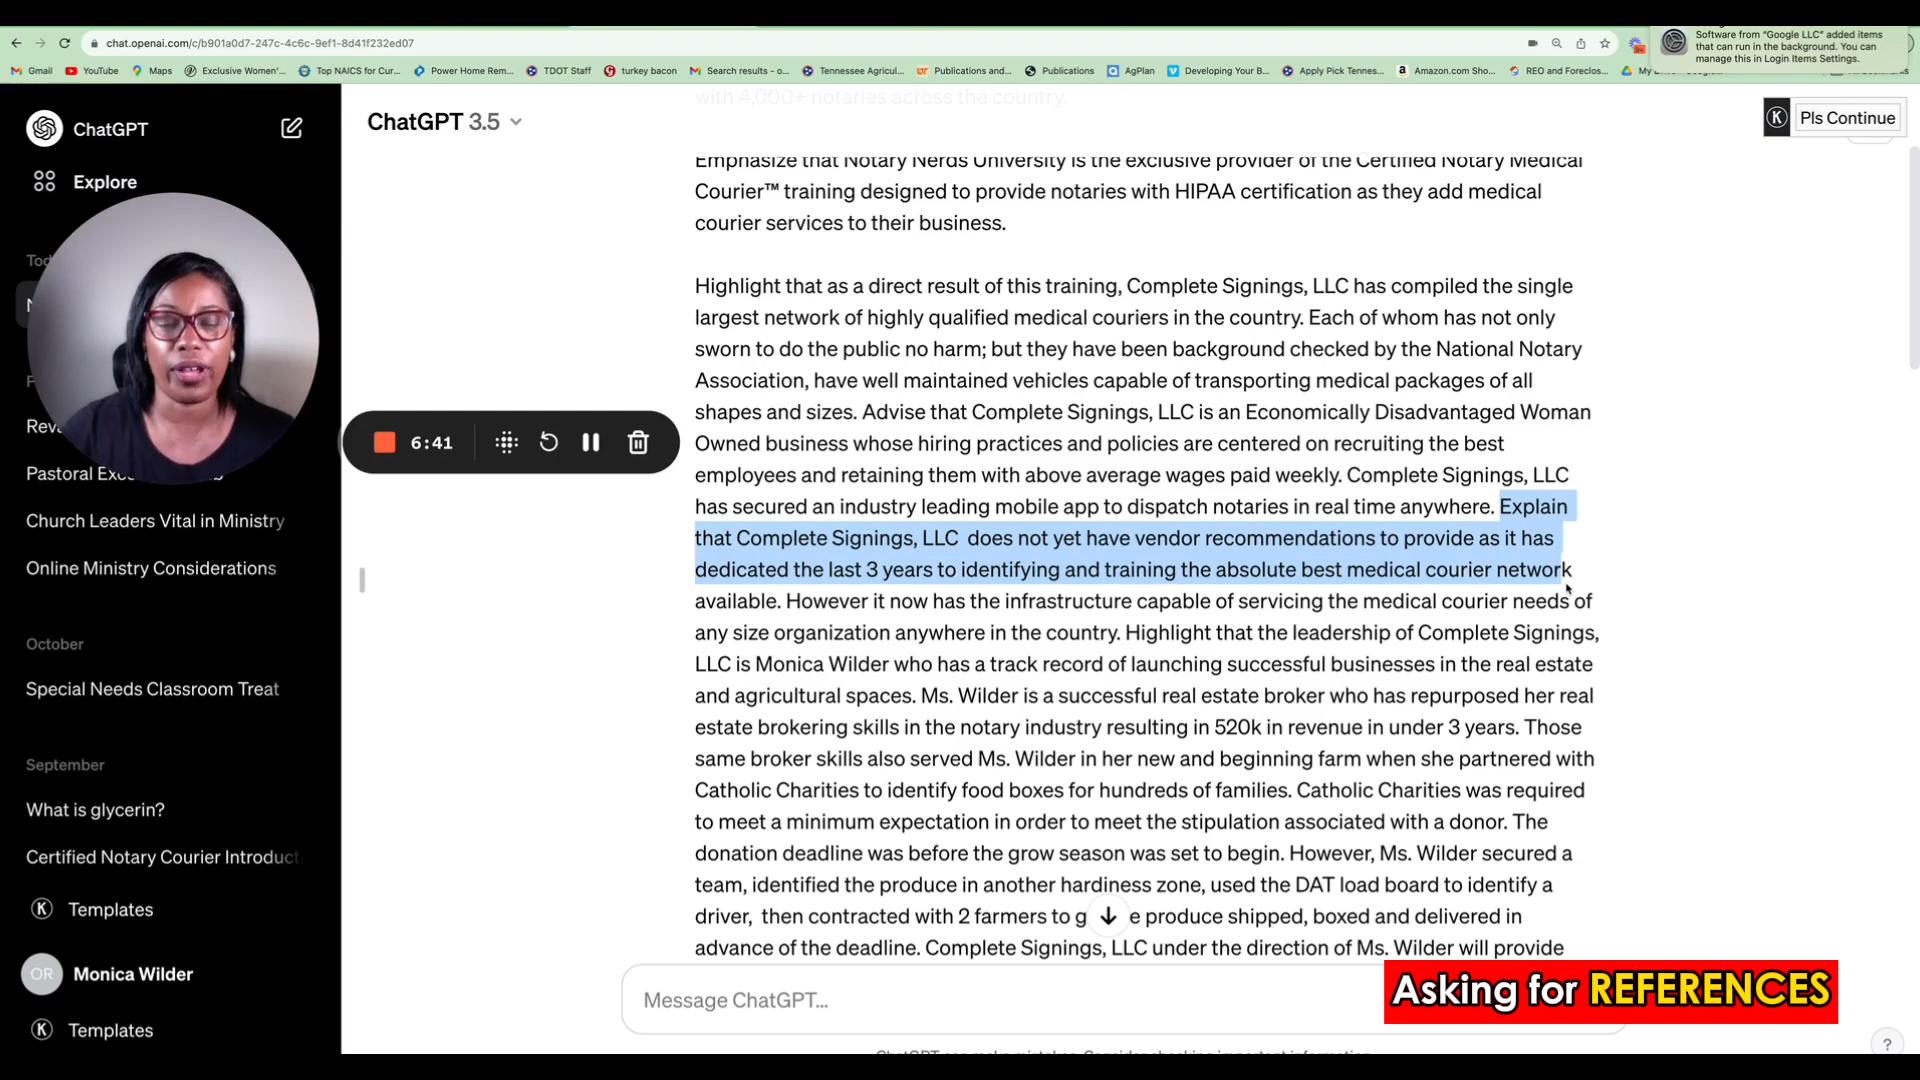 Software from "Google LLC" added items
that can run in the background. You can
manage this in Login Items Settings.
chat.openai.com/c/b901a0d7-247c-4c6c-9ef1-8d41f232ed07
Gmail
YouTube
Maps
Exclusive Women'...
Top NAICS for Cur...
Power Home Rem...
TDOT Staff
turkey bacon
Search results - o...
Tennessee Agricul...
Publications and...
Publications
AgPlan
Developing Your B...
Apply Pick Tennes...
Amazon.com Sho...
REO and Foreclos...
ChatGPT
Explore
Pastoral Exc
Church Leaders Vital in Ministry
Online Ministry Considerations
October
Special Needs Classroom Treat
September
What is glycerin?
Certified Notary Courier Introduct
K Templates
OR Monica Wilder
K Templates
6:41
ChatGPT 3.5
K Pls Continue
with 4,000+ notaries across the country.
Emphasize that Notary Nerds University is the exclusive provider of the Certified Notary Medical
Courier™ training designed to provide notaries with HIPAA certification as they add medical
courier services to their business.
Highlight that as a direct result of this training, Complete Signings, LLC has compiled the single
largest network of highly qualified medical couriers in the country. Each of whom has not only
sworn to do the public no harm; but they have been background checked by the National Notary
Association, have well maintained vehicles capable of transporting medical packages of all
shapes and sizes. Advise that Complete Signings, LLC is an Economically Disadvantaged Woman
Owned business whose hiring practices and policies are centered on recruiting the best
employees and retaining them with above average wages paid weekly. Complete Signings, LLC
has secured an industry leading mobile app to dispatch notaries in real time anywhere. Explain
that Complete Signings, LLC does not yet have vendor recommendations to provide as it has
dedicated the last 3 years to identifying and training the absolute best medical courier network
available. However it now has the infrastructure capable of servicing the medical courier needs of
any size organization anywhere in the country. Highlight that the leadership of Complete Signings,
LLC is Monica Wilder who has a track record of launching successful businesses in the real estate
and agricultural spaces. Ms. Wilder is a successful real estate broker who has repurposed her real
estate brokering skills in the notary industry resulting in 520k in revenue in under 3 years. Those
same broker skills also served Ms. Wilder in her new and beginning farm when she partnered with
Catholic Charities to identify food boxes for hundreds of families. Catholic Charities was required
to meet a minimum expectation in order to meet the stipulation associated with a donor. The
donation deadline was before the grow season was set to begin. However, Ms. Wilder secured a
team, identified the produce in another hardiness zone, used the DAT load board to identify a
driver, then contracted with 2 farmers to g e produce shipped, boxed and delivered in
advance of the deadline. Complete Signings, LLC under the direction of Ms. Wilder will provide
Message ChatGPT...
Asking for REFERENCES
?